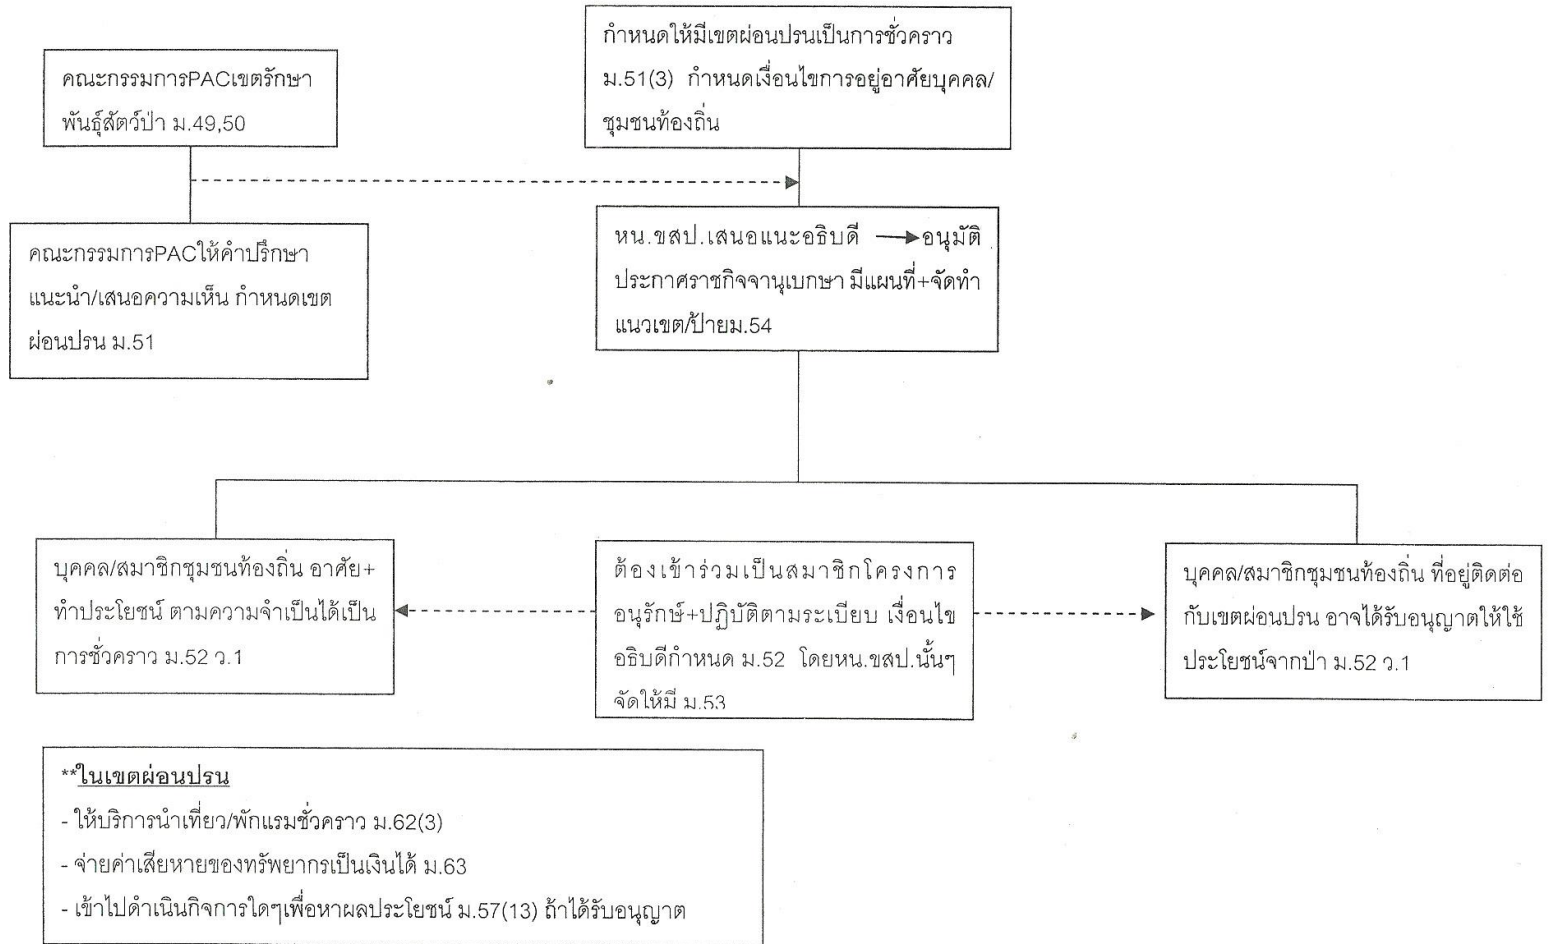 คณะกรรมการPACเขตรักษา
พันธุ์สัตว์ป่า ม.49,50
กำหนดให้มีเขตผ่อนปรนเป็นการชั่วคราว
ม.51(3) กำหนดเงื่อนไขการอยู่อาศัยบุคคล/
ชุมชนท้องถิ่น
คณะกรรมการPACให้คำปรึกษา
แนะนำ/เสนอความเห็น กำหนดเขต
ผ่อนปรน ม.51
หน.ขสป.เสนอแนะอธิบดี → อนุมัติ
ประกาศราชกิจจานุเบกษา มีแผนที่+จัดทำ
แนวเขต/ป้ายม.54
บุคคล/สมาชิกชุมชนท้องถิ่น อาศัย+
ทำประโยชน์ ตามความจำเป็นได้เป็น
การชั่วคราว ม.52 ว.1
ต้องเข้าร่วมเป็นสมาชิกโครงการ
อนุรักษ์+ปฏิบัติตามระเบียบ เงื่อนไข
อธิบดีกำหนด ม.52 โดยหน.ขสป.นั้นๆ
จัดให้มี ม.53
บุคคล/สมาชิกชุมชนท้องถิ่น ที่อยู่ติดต่อ
กับเขตผ่อนปรน อาจได้รับอนุญาตให้ใช้
ประโยชน์จากป่า ม.52 ว.1
**ในเขตผ่อนปรน
- ให้บริการนำเที่ยว/พักแรมชั่วคราว ม.62(3)
- จ่ายค่าเสียหายของทรัพยากรเป็นเงินได้ ม.63
- เข้าไปดำเนินกิจการใดๆเพื่อหาผลประโยชน์ ม.57(13) ถ้าได้รับอนุญาต